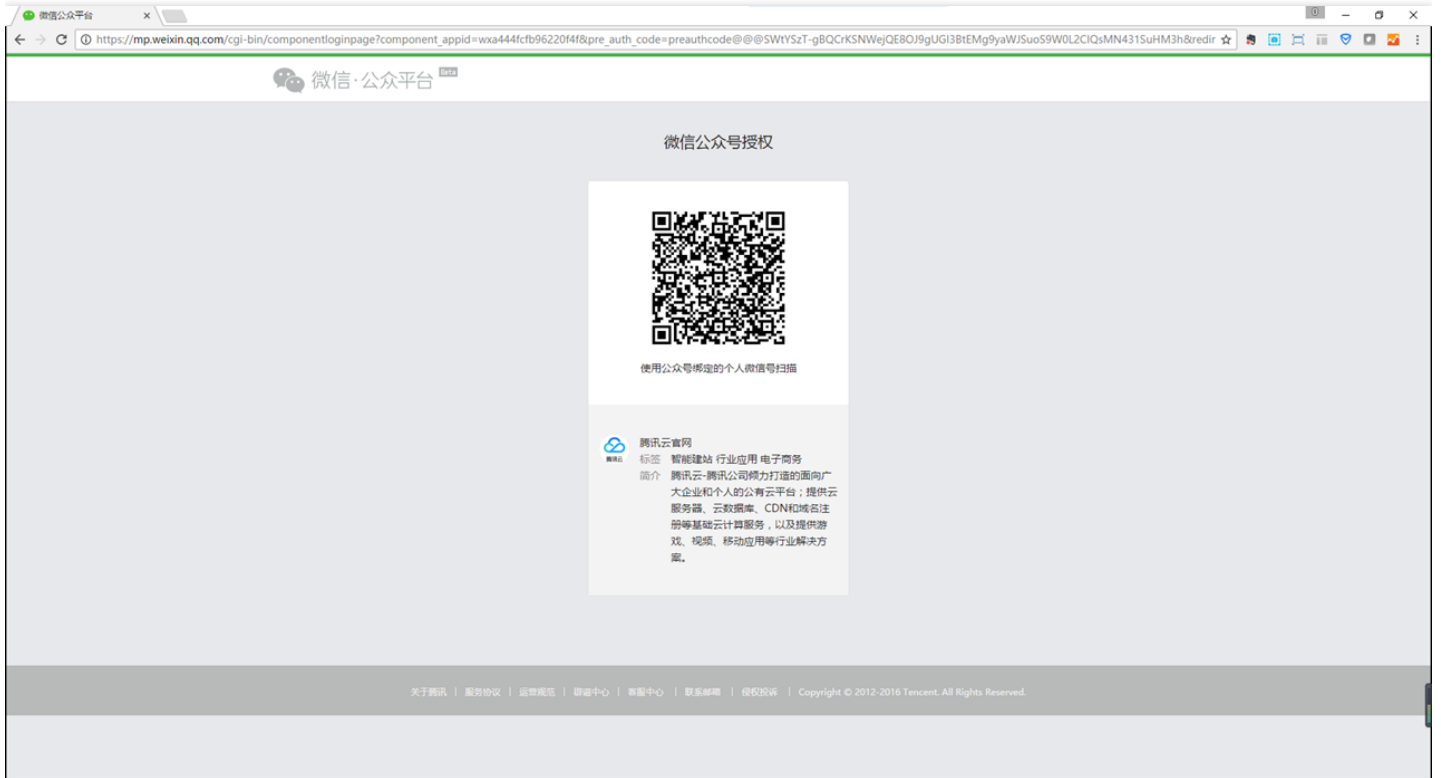 微信公众平台
https://mp.weixin.qq.com/cgi-bin/componentloginpage?component_appid=wxa444fcfb96220f4f&pre_auth_code=preauthcode@@@SWtYSzT-gBQCrKSNWejQE8OJ9gUGI3BtEMg9yaWJSuoS9W0L2ClQsMN431SuHM3h&redir
微信·公众平台 Beta
微信公众号授权
使用公众号绑定的个人微信号扫描
腾讯云
腾讯云官网
标签 智能建站 行业应用 电子商务
简介 腾讯云-腾讯公司倾力打造的面向广
大企业和个人的公有云平台；提供云
服务器、云数据库、CDN和域名注
册等基础云计算服务，以及提供游
戏、视频、移动应用等行业解决方
案。
关于腾讯 | 服务协议 | 运营规范 | 辟谣中心 | 客服中心 | 联系邮箱 | 侵权投诉 | Copyright © 2012-2016 Tencent. All Rights Reserved.